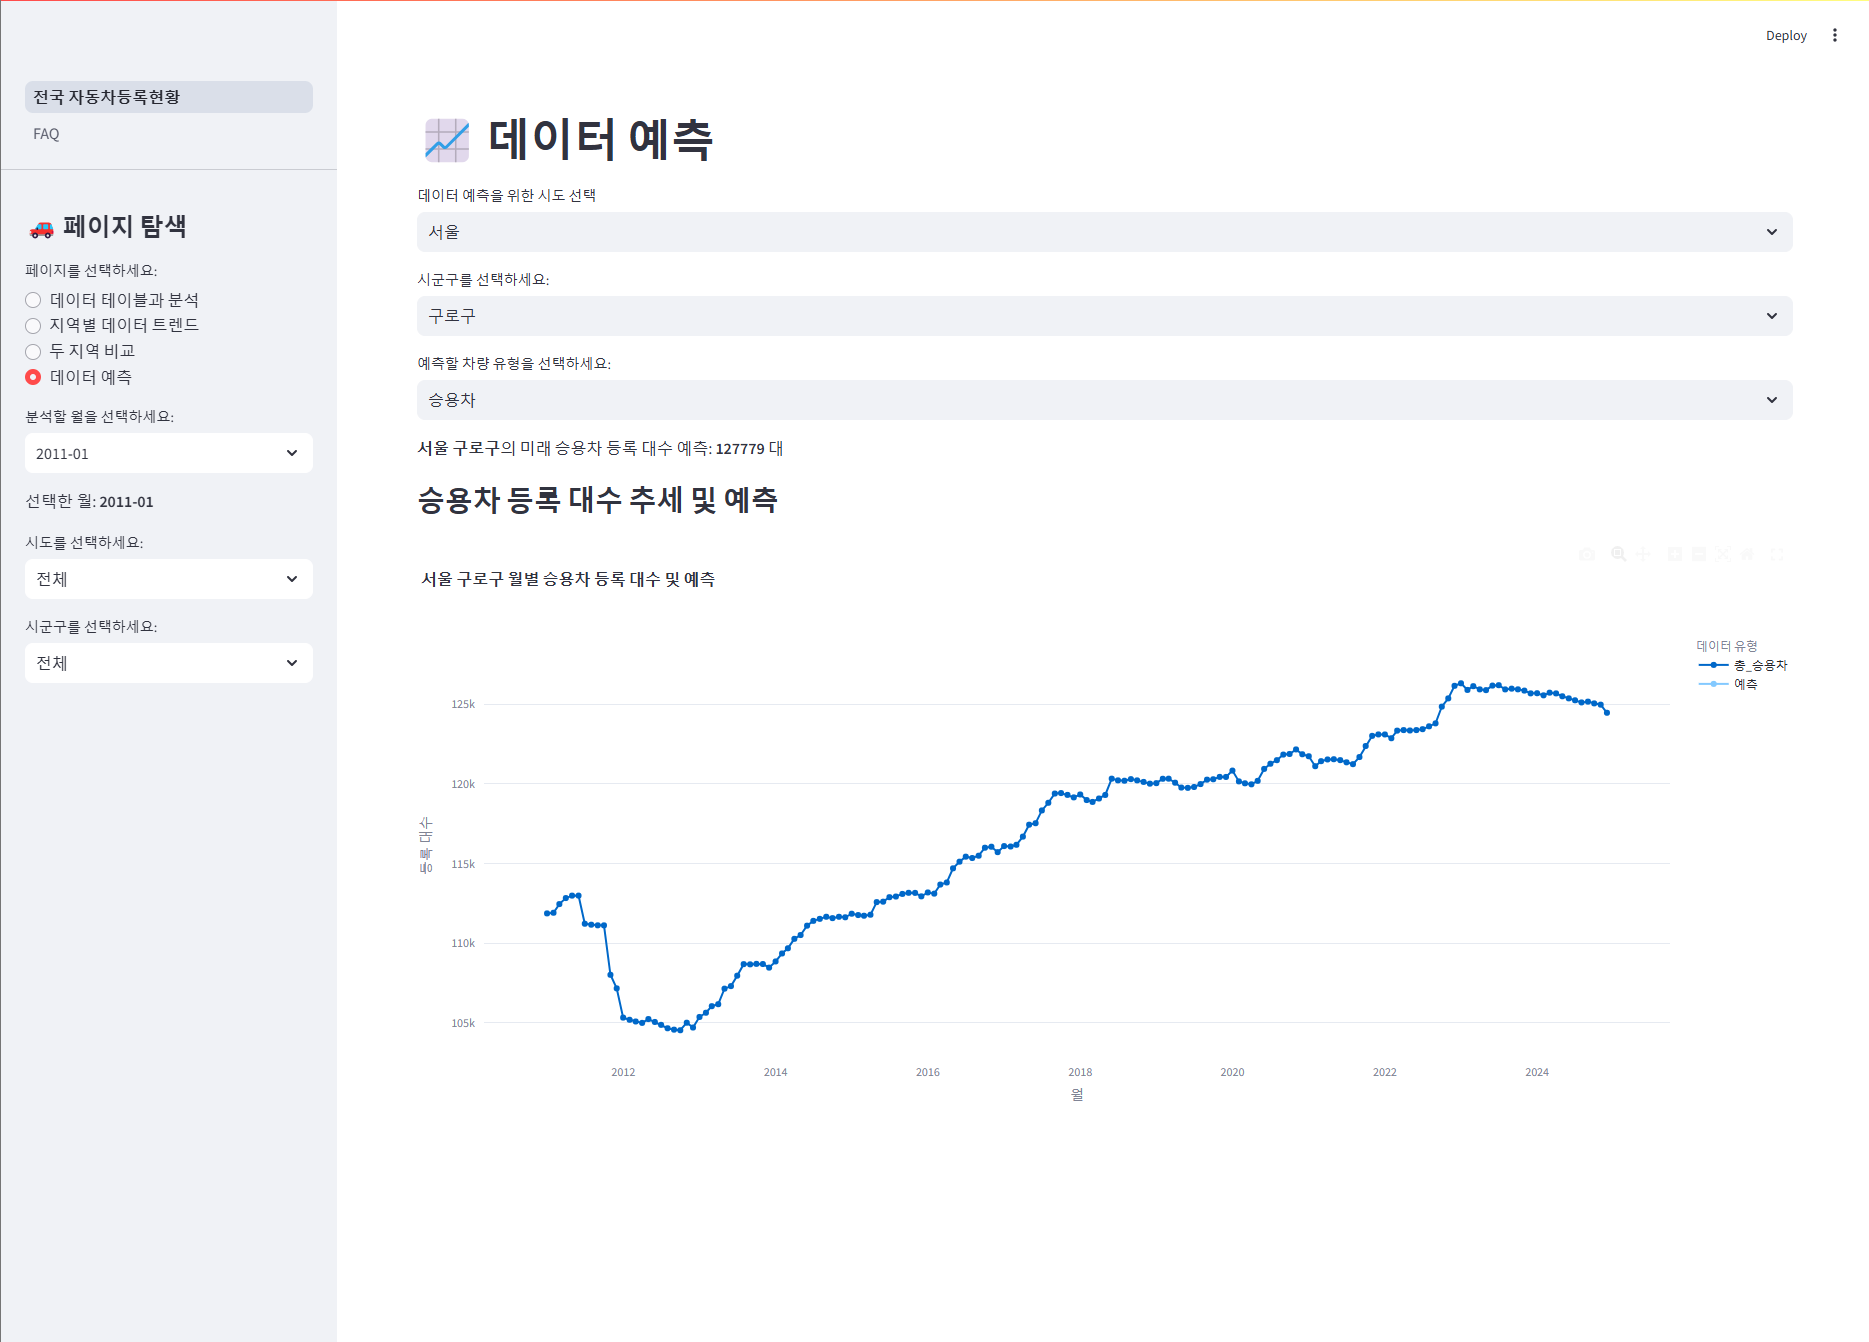 Deploy
전국 자동차등록현황
FAQ
페이지 탐색
페이지를 선택하세요:
데이터 테이블과 분석
지역별 데이터 트렌드
두 지역 비교
데이터 예측
분석할 월을 선택하세요:
2011-01
선택한 월: 2011-01
시도를 선택하세요:
전체
시군구를 선택하세요:
전체
데이터 예측
데이터 예측을 위한 시도 선택
서울
시군구를 선택하세요:
구로구
예측할 차량 유형을 선택하세요:
승용차
서울 구로구의 미래 승용차 등록 대수 예측: 127779 대
승용차 등록 대수 추세 및 예측
서울 구로구 월별 승용차 등록 대수 및 예측
데이터 유형
총_승용차
예측
125k
120k
115k
110k
105k
등록 대수
2012
2014
2016
2018
2020
2022
2024
월